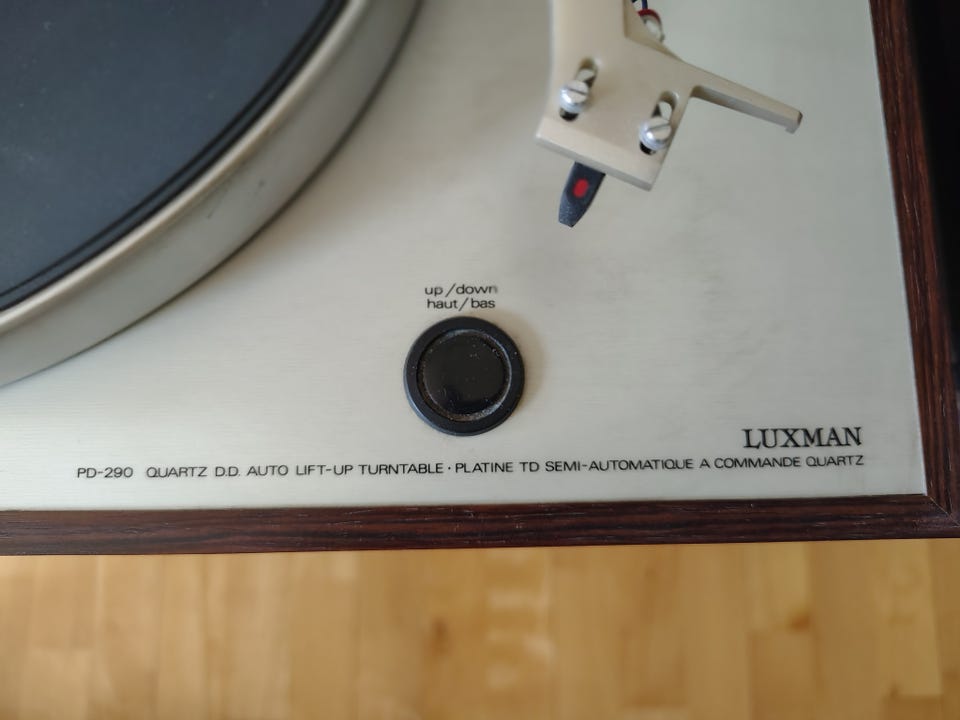 up/down
haut/bas
LUXMAN
PD-290 QUARTZ D.D. AUTO LIFT-UP TURNTABLE · PLATINE TD SEMI-AUTOMATIQUE A COMMANDE QUARTZ